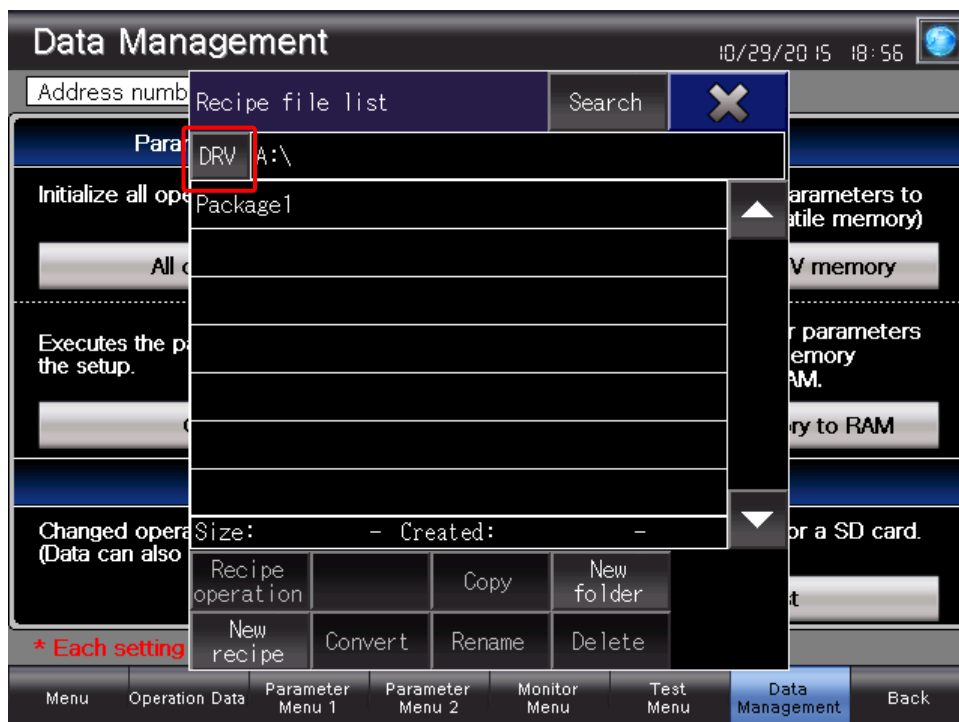 Data Management
10/29/2015 18:56
Address numb
Recipe file list
Search
Para
DRV
A:\
Initialize all ope
arameters to
atile memory)
Package1
All
V memory
Executes the pa
the setup.
r parameters
emory
AM.
ry to RAM
Changed opera
(Data can also
Size: - Created: -
or a SD card.
Recipe
operation
Copy
New
folder
t
New
recipe
Convert
Rename
Delete
* Each setting
Menu
Operation Data
Parameter
Menu 1
Parameter
Menu 2
Monitor
Menu
Test
Menu
Data
Management
Back